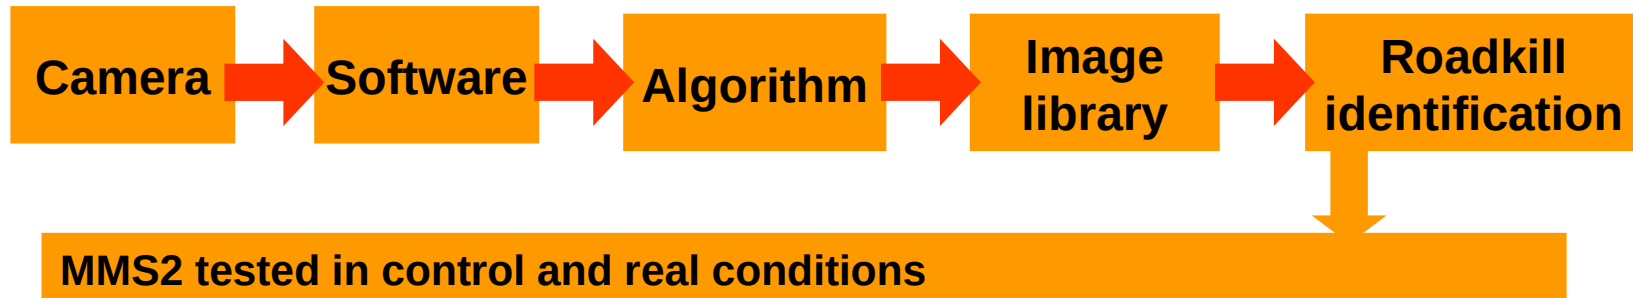 Camera
Software
Algorithm
Image
library
Roadkill
identification
MMS2 tested in control and real conditions